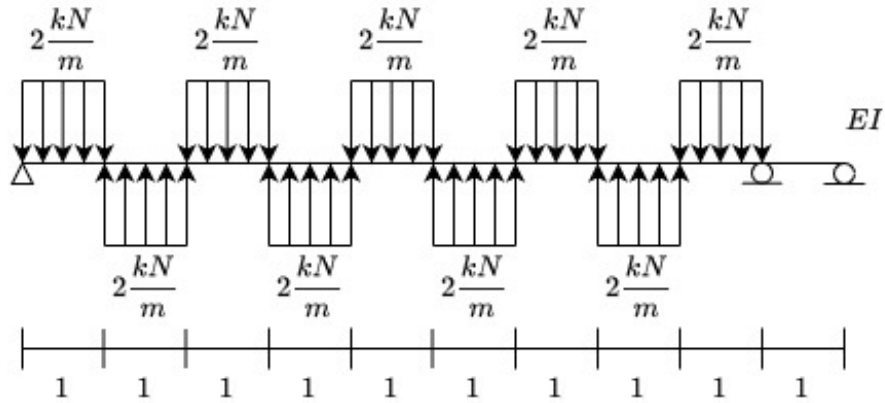 2 kN/m 2 kN/m 2 kN/m 2 kN/m 2 kN/m
EI
2 kN/m 2 kN/m 2 kN/m 2 kN/m
1 1 1 1 1 1 1 1 1 1